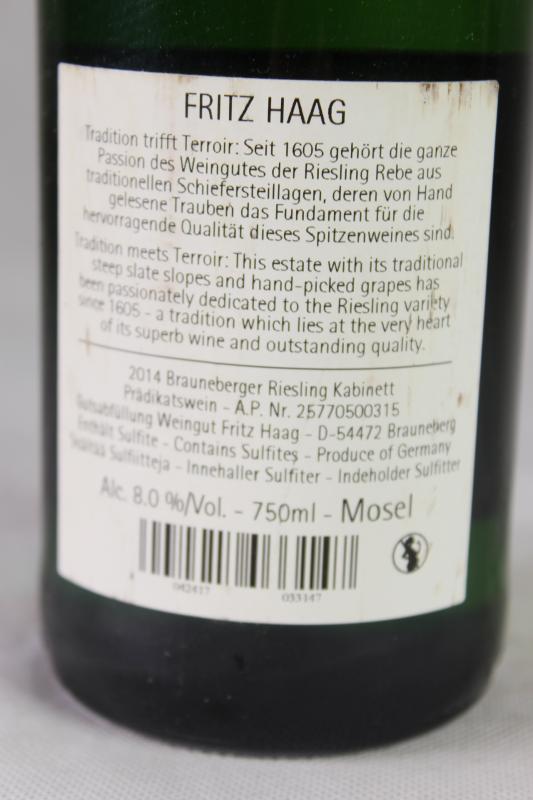 FRITZ HAAG
Tradition trifft Terroir: Seit 1605 gehört die ganze
Passion des Weingutes der Riesling Rebe aus
traditionellen Schiefersteillagen, deren von Hand
gelesene Trauben das Fundament für die
hervorragende Qualität dieses Spitzenweines sind.
Tradition meets Terroir: This estate with its traditional
steep slate slopes and hand-picked grapes has
been passionately dedicated to the Riesling variety
since 1605 - a tradition which lies at the very heart
of its superb wine and outstanding quality.
2014 Brauneberger Riesling Kabinett
Prädikatswein - A.P. Nr. 25770500315
Gutsabfüllung Weingut Fritz Haag - D-54472 Brauneberg
Enthält Sulfite - Contains Sulfites - Produce of Germany
Sisältää Sulfiitteja - Innehaller Sulfiter - Indeholder Sulfitter
Alc. 8.0 %/Vol. - 750ml - Mosel
042417 033147